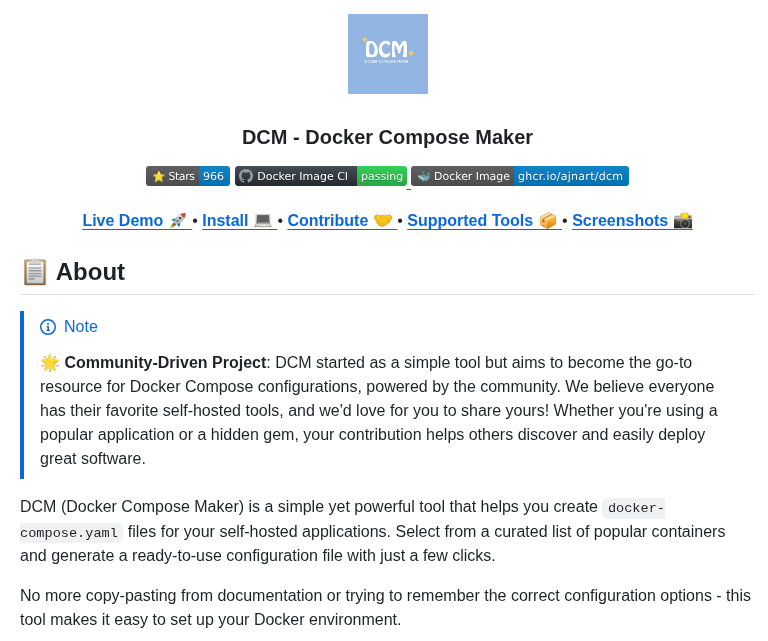 DCM
Docker Compose Maker
DCM - Docker Compose Maker
⭐ Stars 966 Docker Image CI passing 🐳 Docker Image ghcr.io/ajnart/dcm
Live Demo 🚀 • Install 💻 • Contribute 🤝 • Supported Tools 📦 • Screenshots 📸
📋 About
Note
🌟 Community-Driven Project: DCM started as a simple tool but aims to become the go-to
resource for Docker Compose configurations, powered by the community. We believe everyone
has their favorite self-hosted tools, and we'd love for you to share yours! Whether you're using a
popular application or a hidden gem, your contribution helps others discover and easily deploy
great software.
DCM (Docker Compose Maker) is a simple yet powerful tool that helps you create docker-
compose.yaml files for your self-hosted applications. Select from a curated list of popular containers
and generate a ready-to-use configuration file with just a few clicks.
No more copy-pasting from documentation or trying to remember the correct configuration options - this
tool makes it easy to set up your Docker environment.